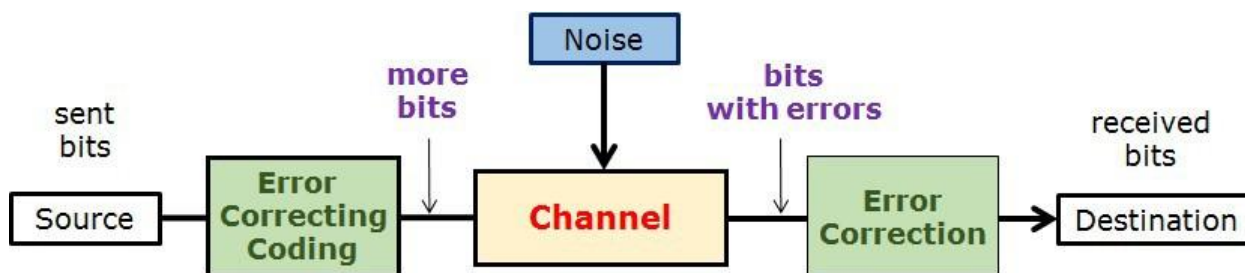 Noise
more
bits
bits
with errors
sent
bits
received
bits
Source
Error
Correcting
Coding
Channel
Error
Correction
Destination